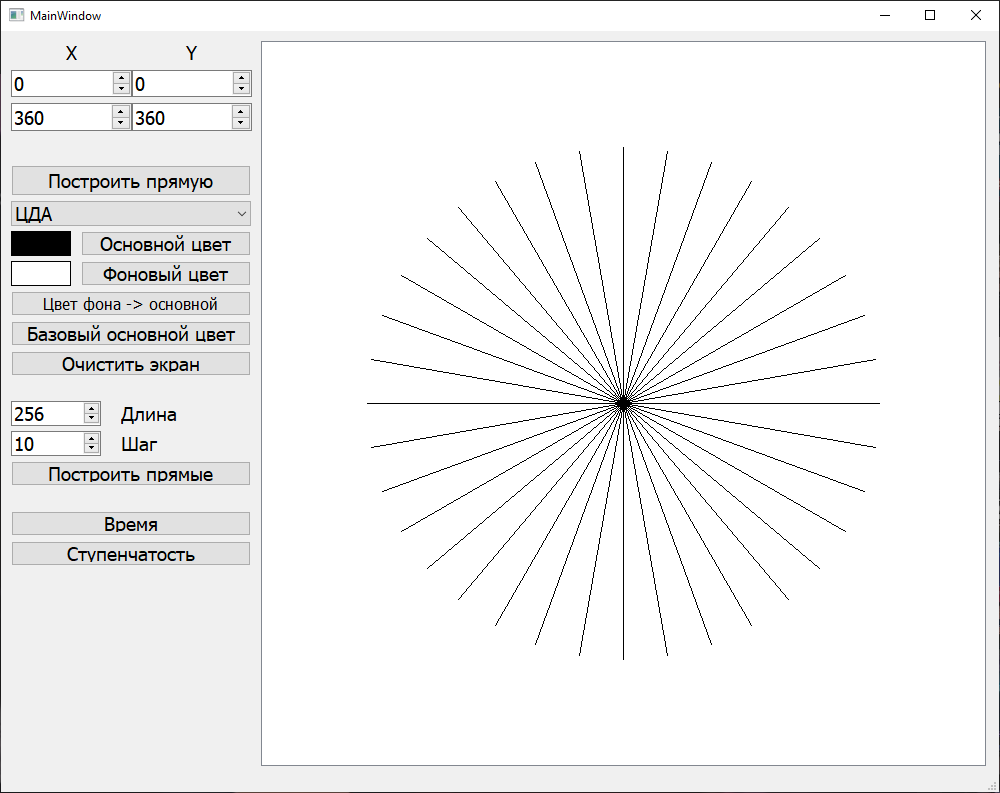 MainWindow
X Y
0 0
360 360
Построить прямую
ЦДА
Основной цвет
Фоновый цвет
Цвет фона -> основной
Базовый основной цвет
Очистить экран
256 Длина
10 Шаг
Построить прямые
Время
Ступенчатость